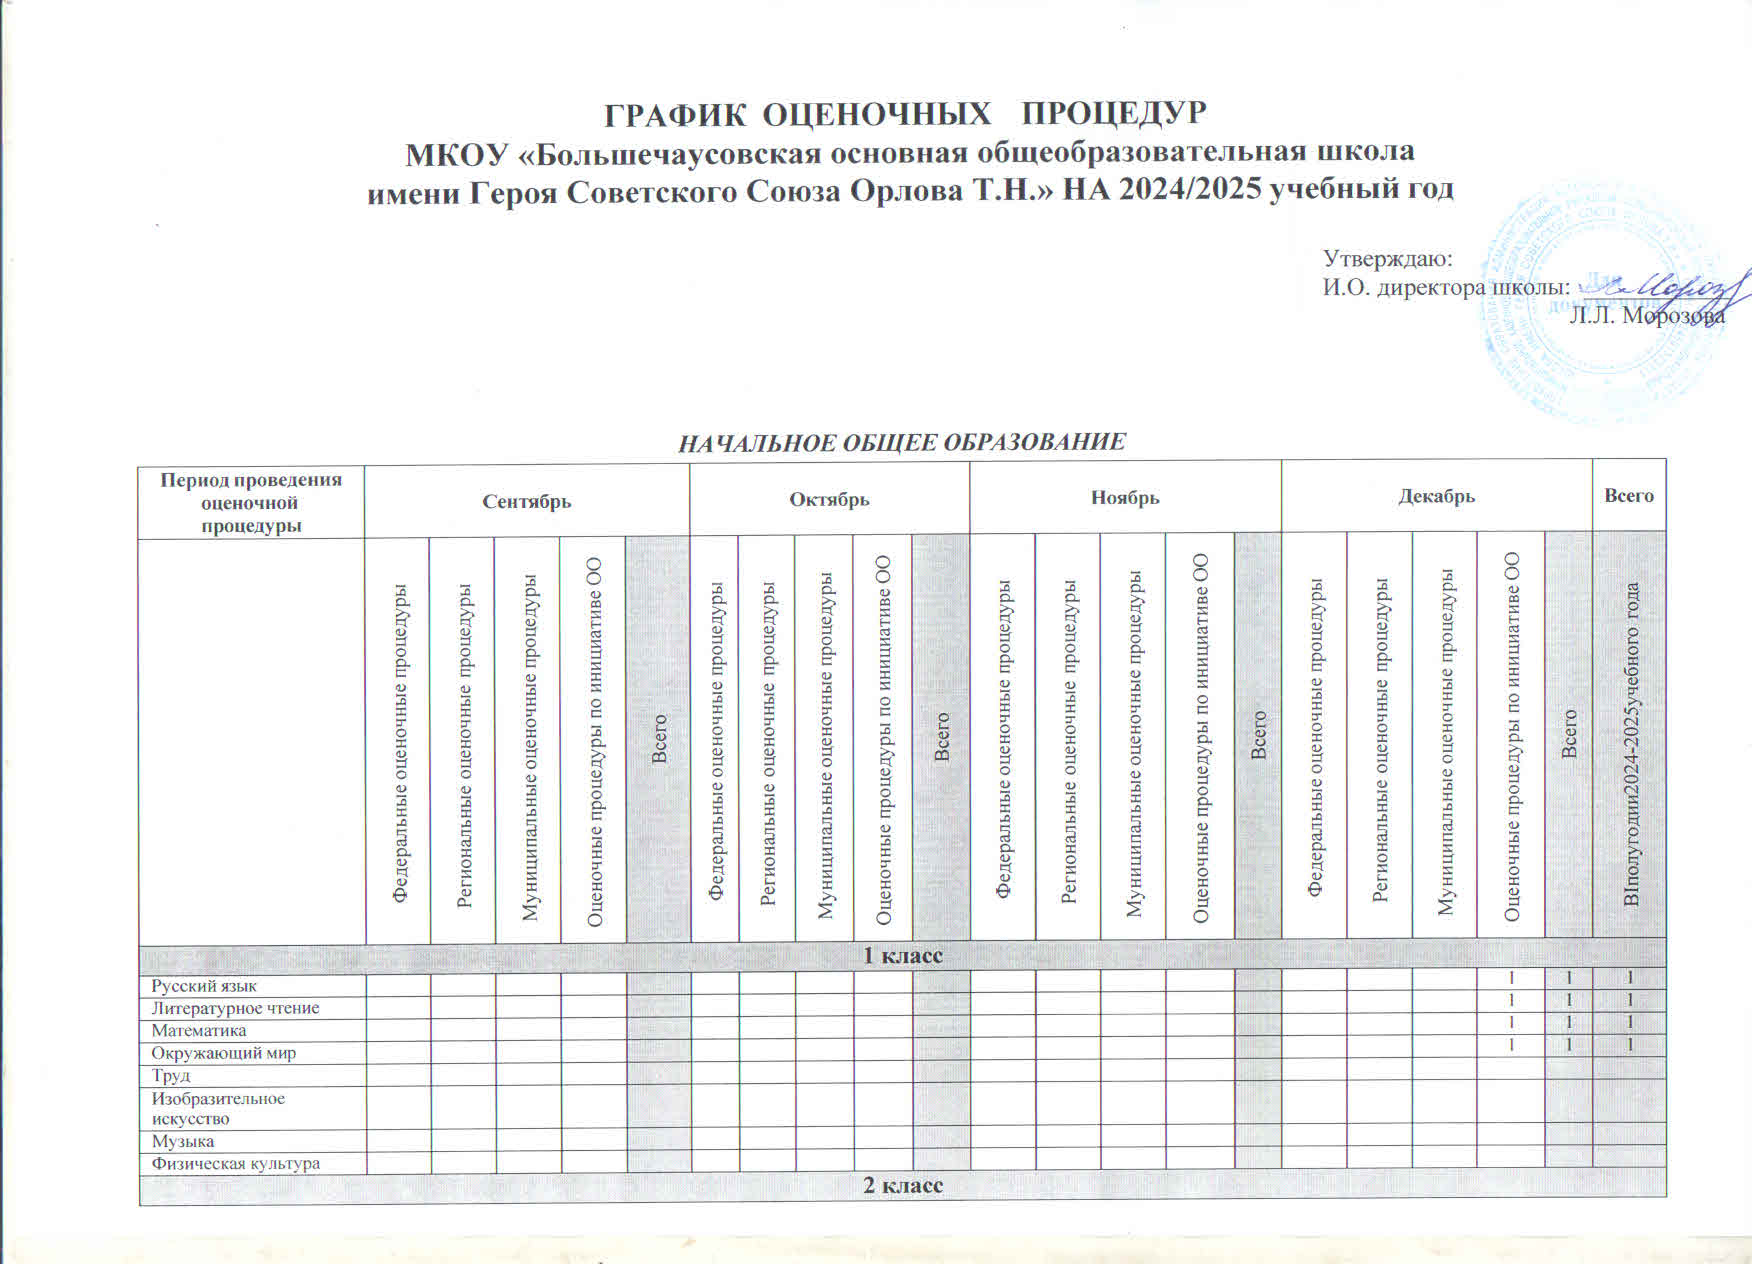 ГРАФИК ОЦЕНОЧНЫХ ПРОЦЕДУР
МКОУ «Большечаусовская основная общеобразовательная школа
имени Героя Советского Союза Орлова Т.Н.» НА 2024/2025 учебный год
Утверждаю:
И.О. директора школы:
Л.Л. Морозова
Для
документов
НАЧАЛЬНОЕ ОБЩЕЕ ОБРАЗОВАНИЕ
Период проведения
оценочной
процедуры
Сентябрь
Октябрь
Ноябрь
Декабрь
Всего
Федеральные оценочные процедуры
Региональные оценочные процедуры
Муниципальные оценочные процедуры
Оценочные процедуры по инициативе ОО
Всего
Федеральные оценочные процедуры
Региональные оценочные процедуры
Муниципальные оценочные процедуры
Оценочные процедуры по инициативе ОО
Всего
Федеральные оценочные процедуры
Региональные оценочные процедуры
Муниципальные оценочные процедуры
Оценочные процедуры по инициативе ОО
Всего
Федеральные оценочные процедуры
Региональные оценочные процедуры
Муниципальные оценочные процедуры
Оценочные процедуры по инициативе ОО
Всего
ВIполугодии2024-2025учебного года
1 класс
Русский язык 1 1 1
Литературное чтение 1 1 1
Математика 1 1 1
Окружающий мир 1 1 1
Труд
Изобразительное
искусство
Музыка
Физическая культура
2 класс